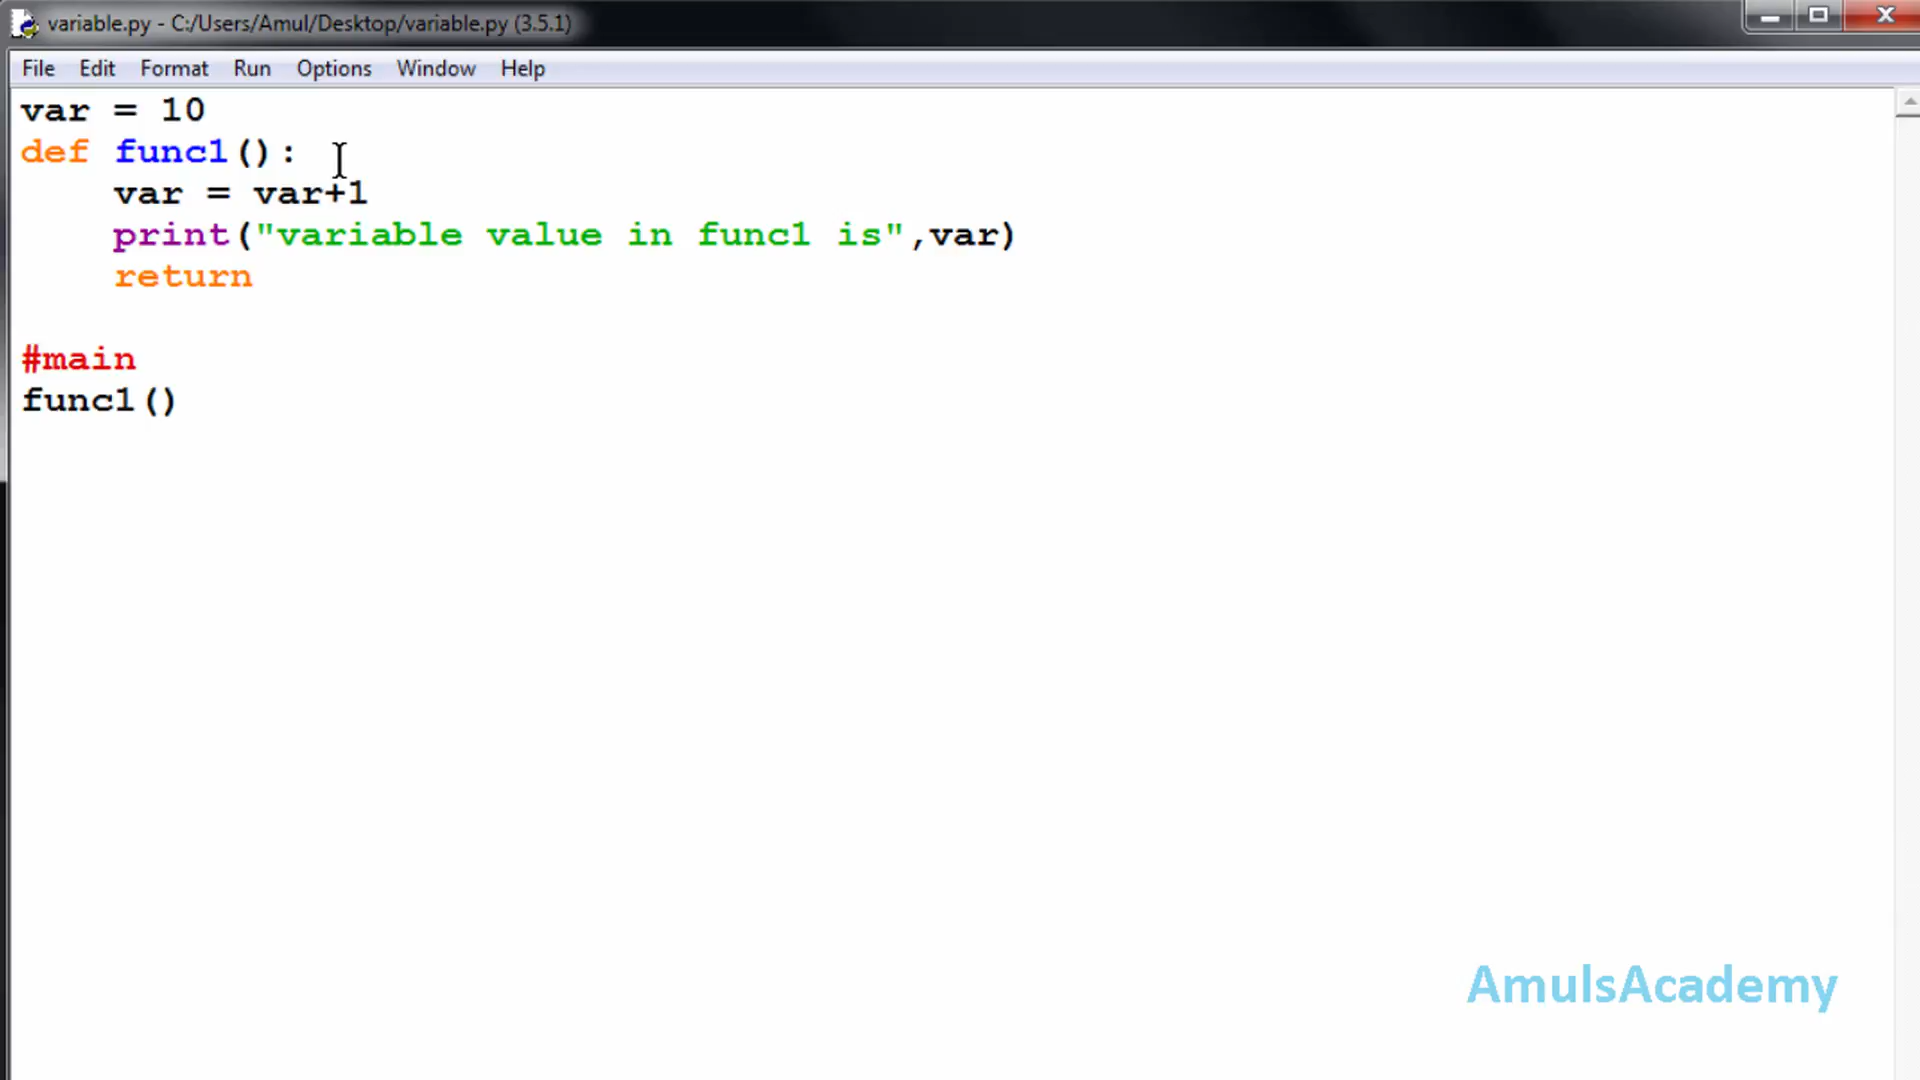 variable.py - C:/Users/Amul/Desktop/variable.py (3.5.1)
File Edit Format Run Options Window Help
var = 10
def func1():
    var = var+1
    print("variable value in func1 is",var)
    return
#main
func1()
AmulsAcademy